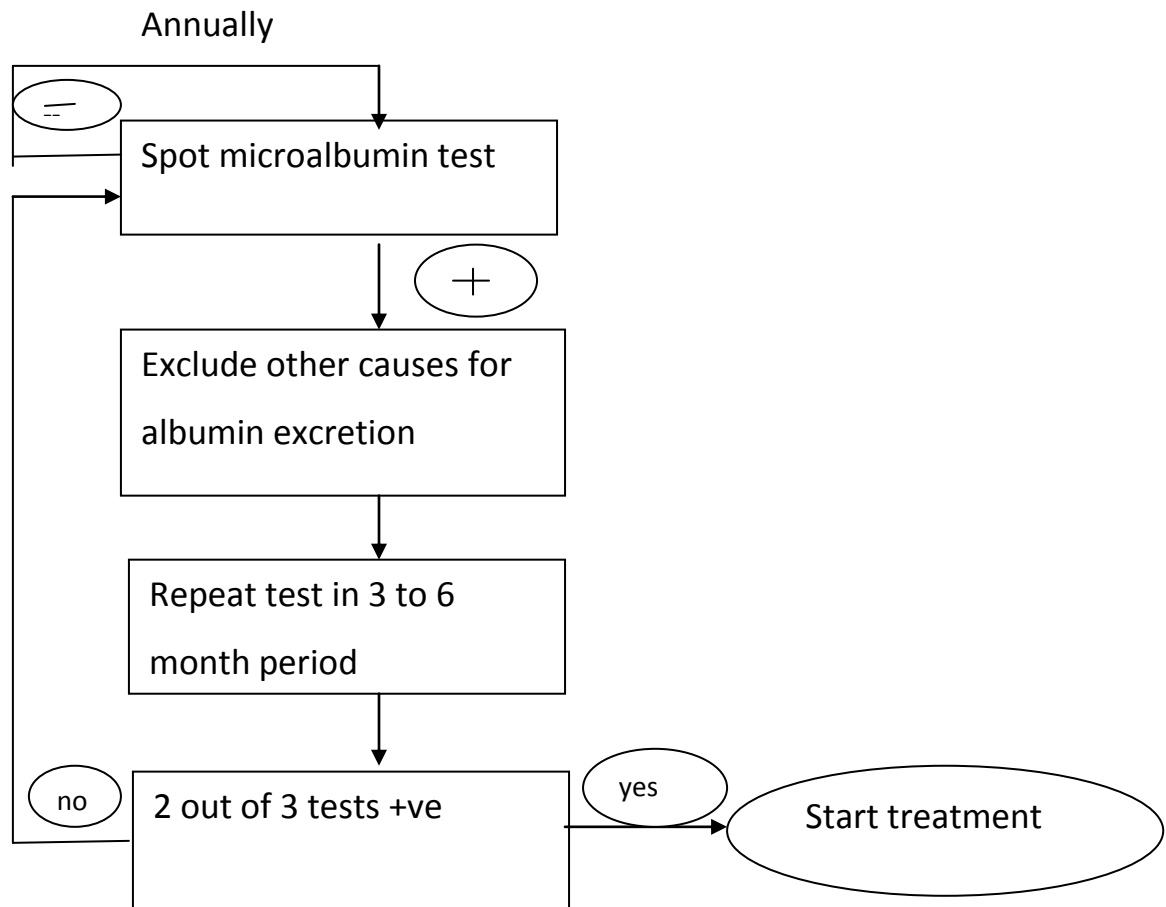 Annually
Spot microalbumin test
+
Exclude other causes for
albumin excretion
Repeat test in 3 to 6
month period
no
2 out of 3 tests +ve
yes
Start treatment